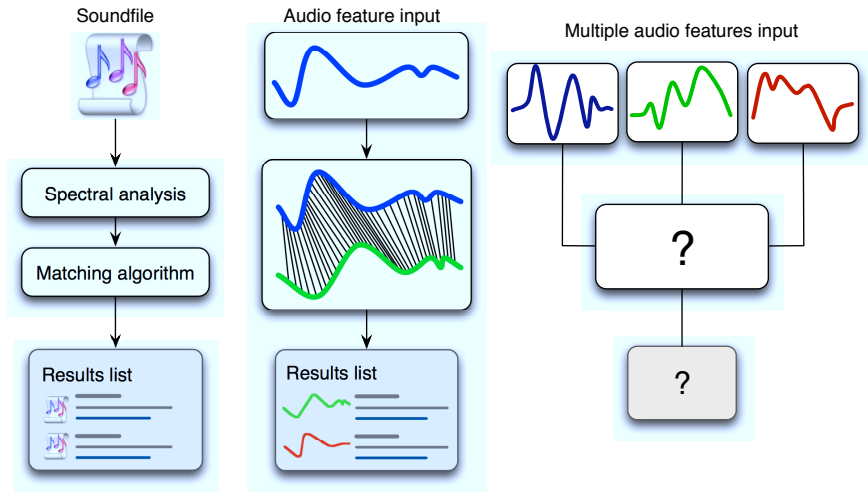 Soundfile
Spectral analysis
Matching algorithm
Results list
Audio feature input
Results list
Multiple audio features input
?
?